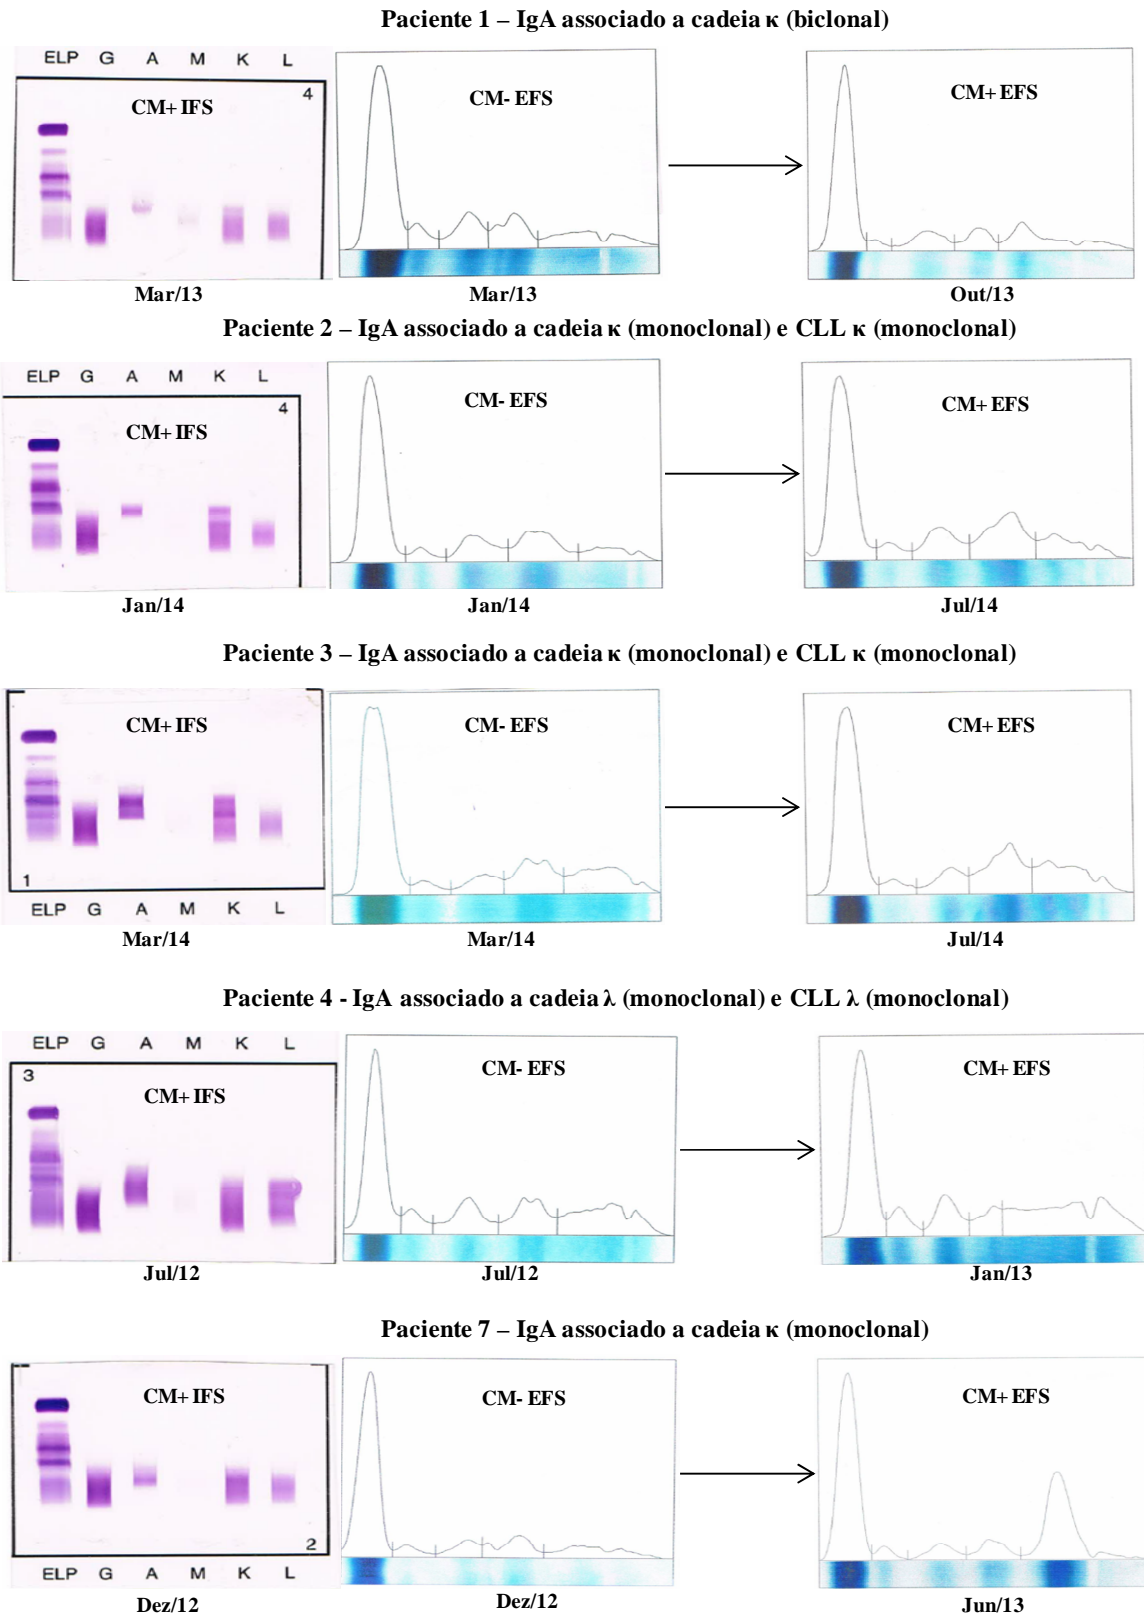 Paciente 1 – IgA associado a cadeia κ (biclonal)
ELP G A M K L
4
CM+ IFS
CM- EFS
CM+ EFS
Mar/13
Mar/13
Out/13
Paciente 2 – IgA associado a cadeia κ (monoclonal) e CLL κ (monoclonal)
ELP G A M K L
4
CM+ IFS
CM- EFS
CM+ EFS
Jan/14
Jan/14
Jul/14
Paciente 3 – IgA associado a cadeia κ (monoclonal) e CLL κ (monoclonal)
CM+ IFS
CM- EFS
CM+ EFS
1
ELP G A M K L
Mar/14
Mar/14
Jul/14
Paciente 4 - IgA associado a cadeia λ (monoclonal) e CLL λ (monoclonal)
ELP G A M K L
3
CM+ IFS
CM- EFS
CM+ EFS
Jul/12
Jul/12
Jan/13
Paciente 7 – IgA associado a cadeia κ (monoclonal)
CM+ IFS
CM- EFS
CM+ EFS
2
ELP G A M K L
Dez/12
Dez/12
Jun/13